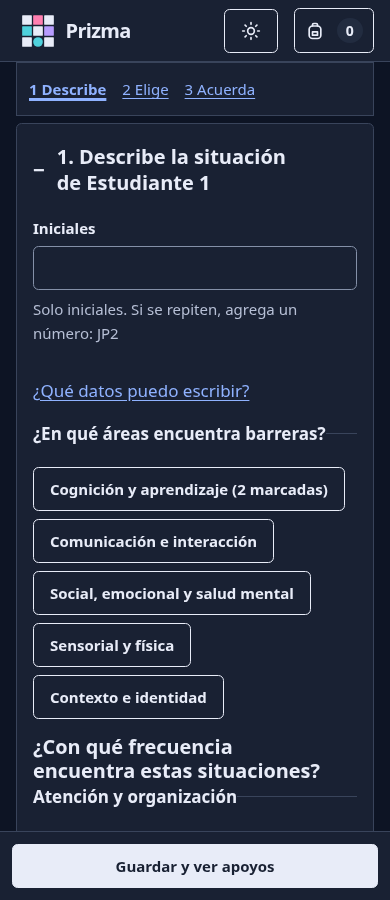 Prizma
0
1 Describe 2 Elige 3 Acuerda
– 1. Describe la situación
de Estudiante 1
Iniciales
Solo iniciales. Si se repiten, agrega un
número: JP2
¿Qué datos puedo escribir?
¿En qué áreas encuentra barreras?
Cognición y aprendizaje (2 marcadas)
Comunicación e interacción
Social, emocional y salud mental
Sensorial y física
Contexto e identidad
¿Con qué frecuencia
encuentra estas situaciones?
Atención y organización
Guardar y ver apoyos